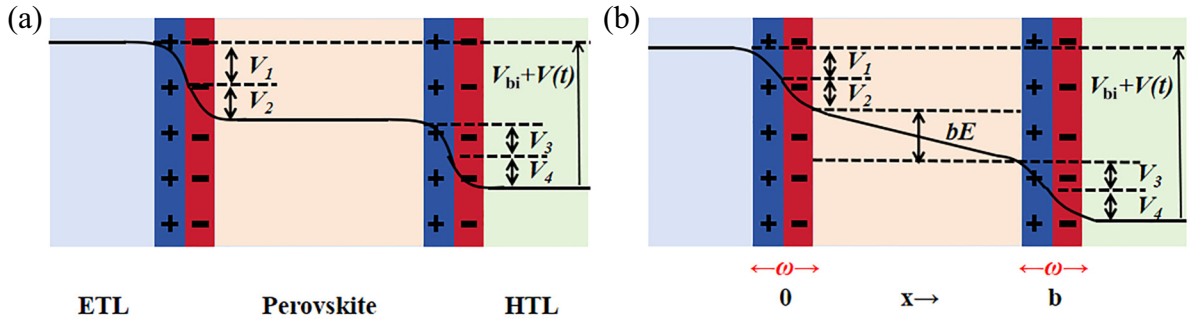 (a)
V1
V2
Vbi+V(t)
V3
V4
ETL
Perovskite
HTL
(b)
V1
V2
Vbi+V(t)
bE
V3
V4
←ω→
←ω→
0
x→
b